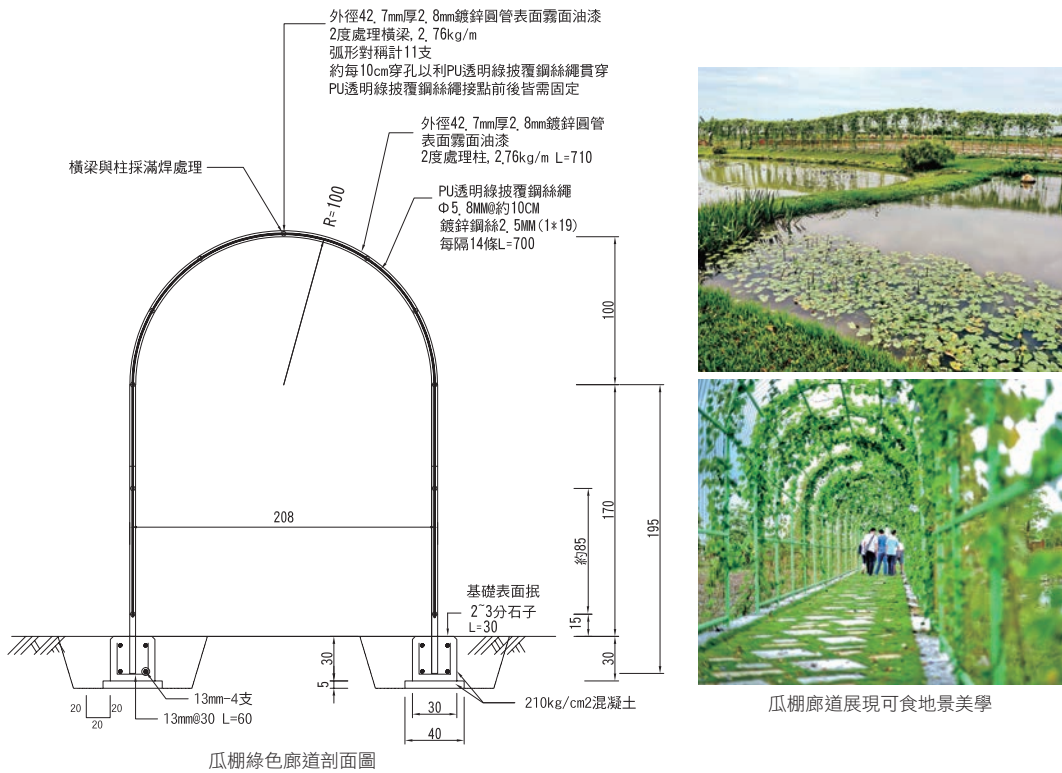 外徑42.7mm厚2.8mm鍍鋅圓管表面霧面油漆
2度處理橫梁, 2.76kg/m
弧形對稱計11支
約每10cm穿孔以利PU透明綠披覆鋼絲繩貫穿
PU透明綠披覆鋼絲繩接點前後皆需固定
外徑42.7mm厚2.8mm鍍鋅圓管
表面霧面油漆
2度處理柱, 2.76kg/m L=710
橫梁與柱採滿焊處理
R=100
PU透明綠披覆鋼絲繩
Φ5.8MM@約10CM
鍍鋅鋼絲2.5MM(1*19)
每隔14條L=700
100
208
170
195
約85
15
30
基礎表面抿
2~3分石子
L=30
30
5
20
20
20
13mm-4支
13mm@30 L=60
30
40
210kg/cm2混凝土
瓜棚綠色廊道剖面圖
瓜棚廊道展現可食地景美學